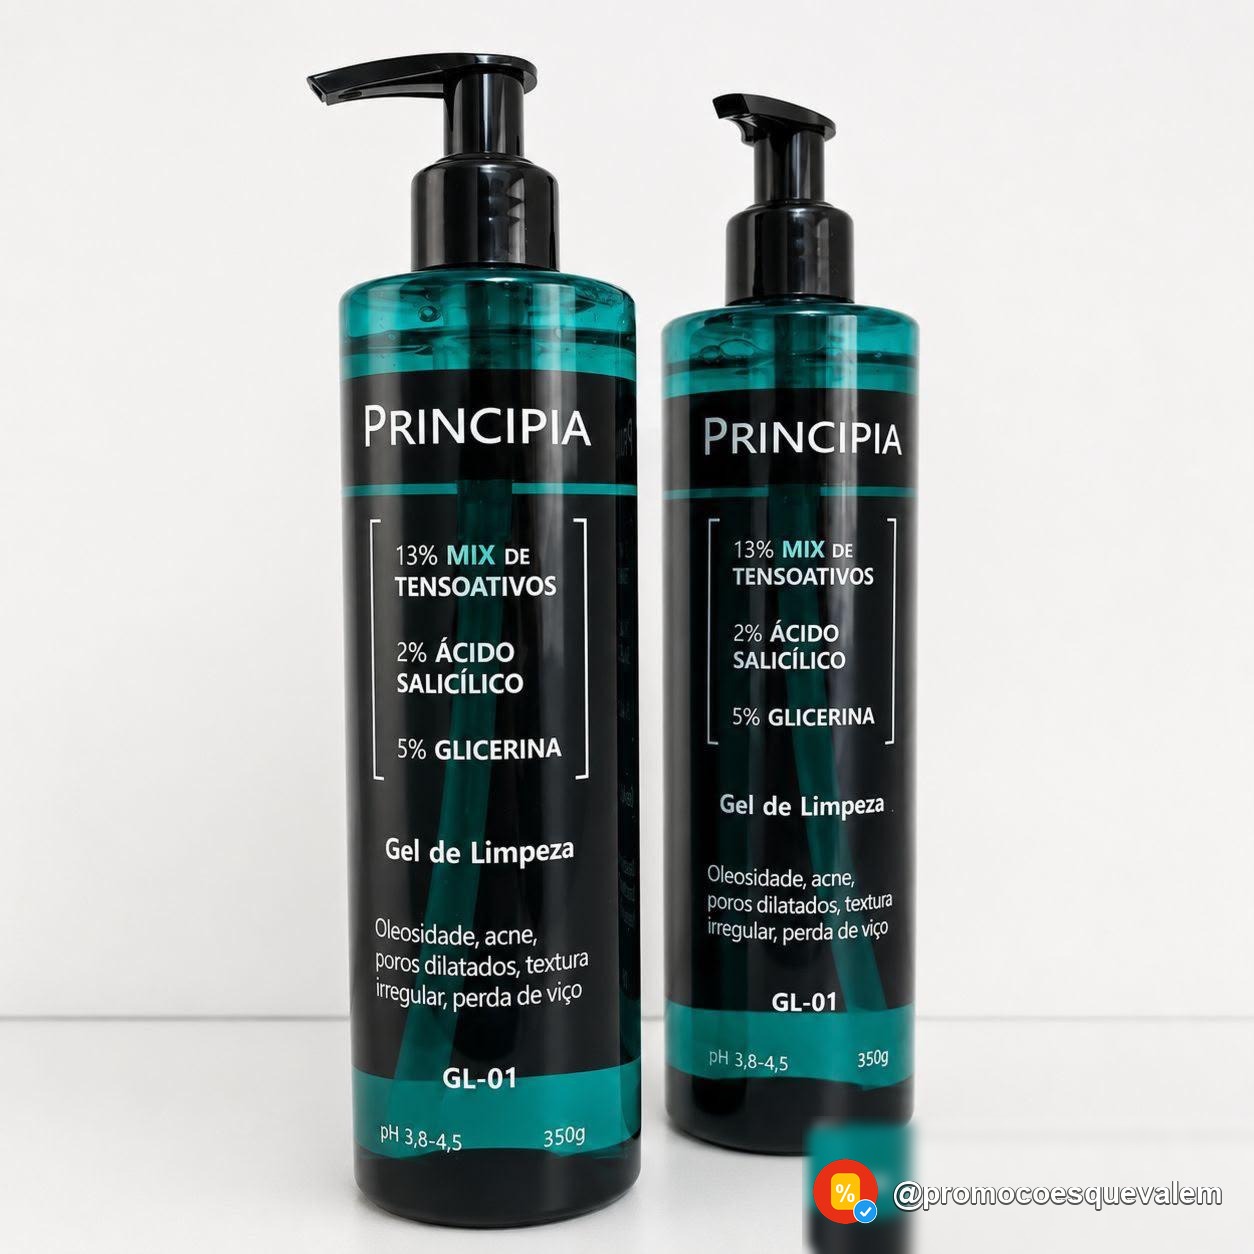 PRINCIPIA
13% MIX DE
TENSOATIVOS
2% ÁCIDO
SALICÍLICO
5% GLICERINA
Gel de Limpeza
Oleosidade, acne,
poros dilatados, textura
irregular, perda de viço
GL-01
pH 3,8-4,5
350g
PRINCIPIA
13% MIX DE
TENSOATIVOS
2% ÁCIDO
SALICÍLICO
5% GLICERINA
Gel de Limpeza
Oleosidade, acne,
poros dilatados, textura
irregular, perda de viço
GL-01
pH 3,8-4,5
350g
%
@promocoesquevalem